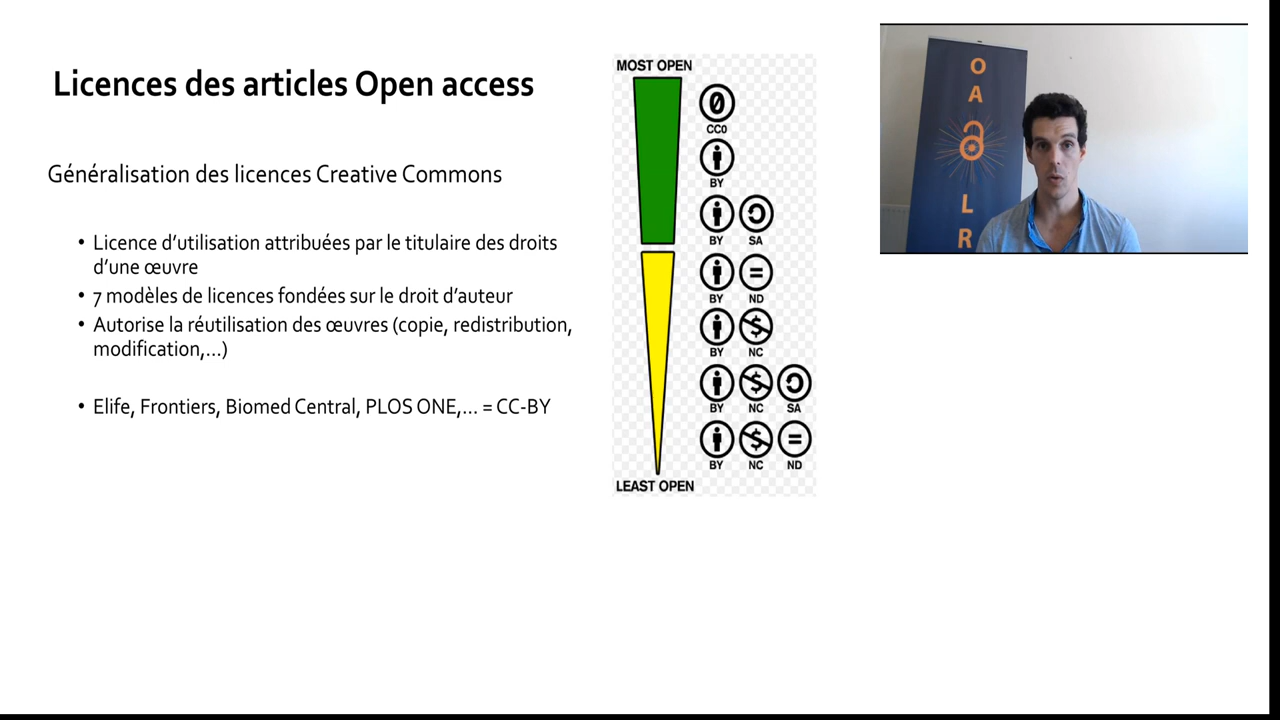 Licences des articles Open access
Généralisation des licences Creative Commons
• Licence d'utilisation attribuées par le titulaire des droits
d'une œuvre
• 7 modèles de licences fondées sur le droit d'auteur
• Autorise la réutilisation des œuvres (copie, redistribution,
modification,...)
• Elife, Frontiers, Biomed Central, PLOS ONE,... = CC-BY
MOST OPEN
0
CC0
BY
BY SA
BY ND
$
BY NC
$
BY NC SA
$
BY NC ND
LEAST OPEN
O
A
L
R